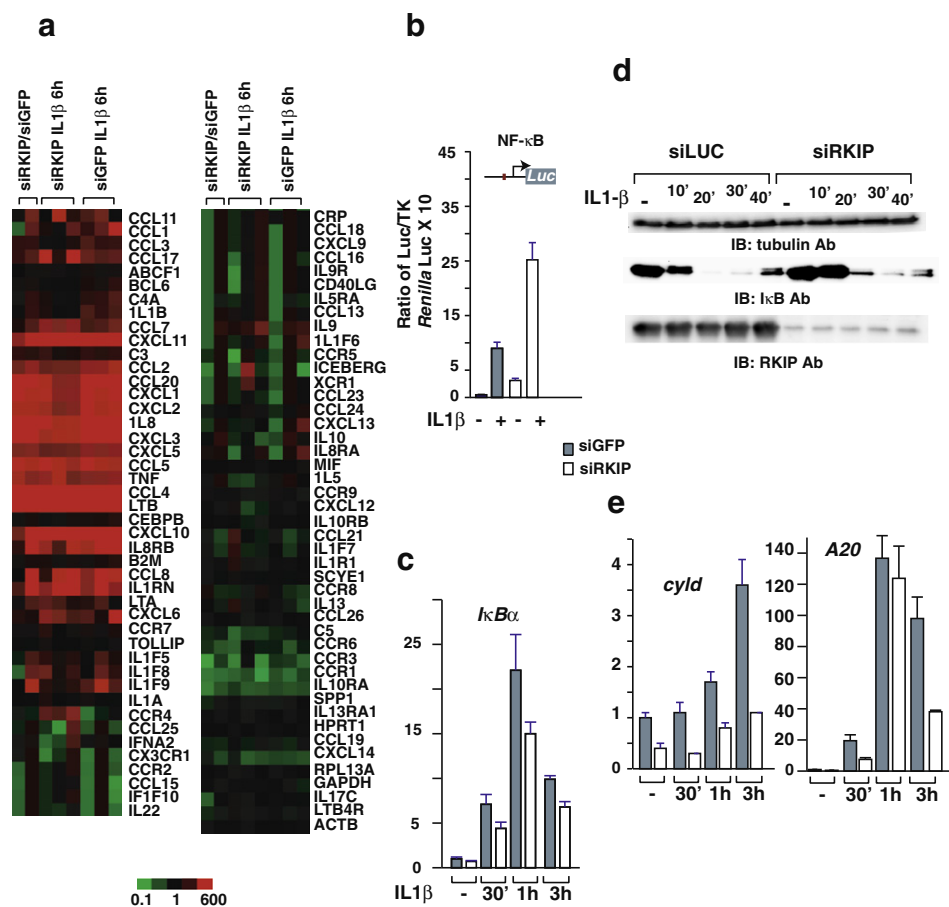 a
siRKIP/siGFP
siRKIP IL1β 6h
siGFP IL1β 6h
CCL11
CCL1
CCL3
CCL17
ABCF1
BCL6
C4A
1L1B
CCL7
CXCL11
C3
CCL2
CCL20
CXCL1
CXCL2
1L8
CXCL3
CXCL5
CCL5
TNF
CCL4
LTB
CEBPB
CXCL10
IL8RB
B2M
CCL8
IL1RN
LTA
CXCL6
CCR7
TOLLIP
IL1F5
IL1F8
IL1F9
IL1A
CCR4
CCL25
IFNA2
CX3CR1
CCR2
CCL15
IF1F10
IL22
siRKIP/siGFP
siRKIP IL1β 6h
siGFP IL1β 6h
CRP
CCL18
CXCL9
CCL16
IL9R
CD40LG
IL5RA
CCL13
IL9
1L1F6
CCR5
ICEBERG
XCR1
CCL23
CCL24
CXCL13
IL10
IL8RA
MIF
1L5
CCR9
CXCL12
IL10RB
CCL21
IL1F7
IL1R1
SCYE1
CCR8
IL13
CCL26
C5
CCR6
CCR3
CCR1
IL10RA
SPP1
IL13RA1
HPRT1
CCL19
CXCL14
RPL13A
GAPDH
IL17C
LTB4R
ACTB
0.1 1 600
b
Ratio of Luc/TK
Renilla Luc X 10
45
35
25
15
5
0
NF-κB
Luc
IL1β - + - +
siGFP
siRKIP
c
IκBα
25
15
5
0
IL1β - 30' 1h 3h
d
siLUC siRKIP
IL1-β - 10' 20' 30' 40' - 10' 20' 30' 40'
IB: tubulin Ab
IB: IκB Ab
IB: RKIP Ab
e
cyld
4
3
2
1
0
- 30' 1h 3h
A20
140
120
100
80
60
40
20
0
- 30' 1h 3h